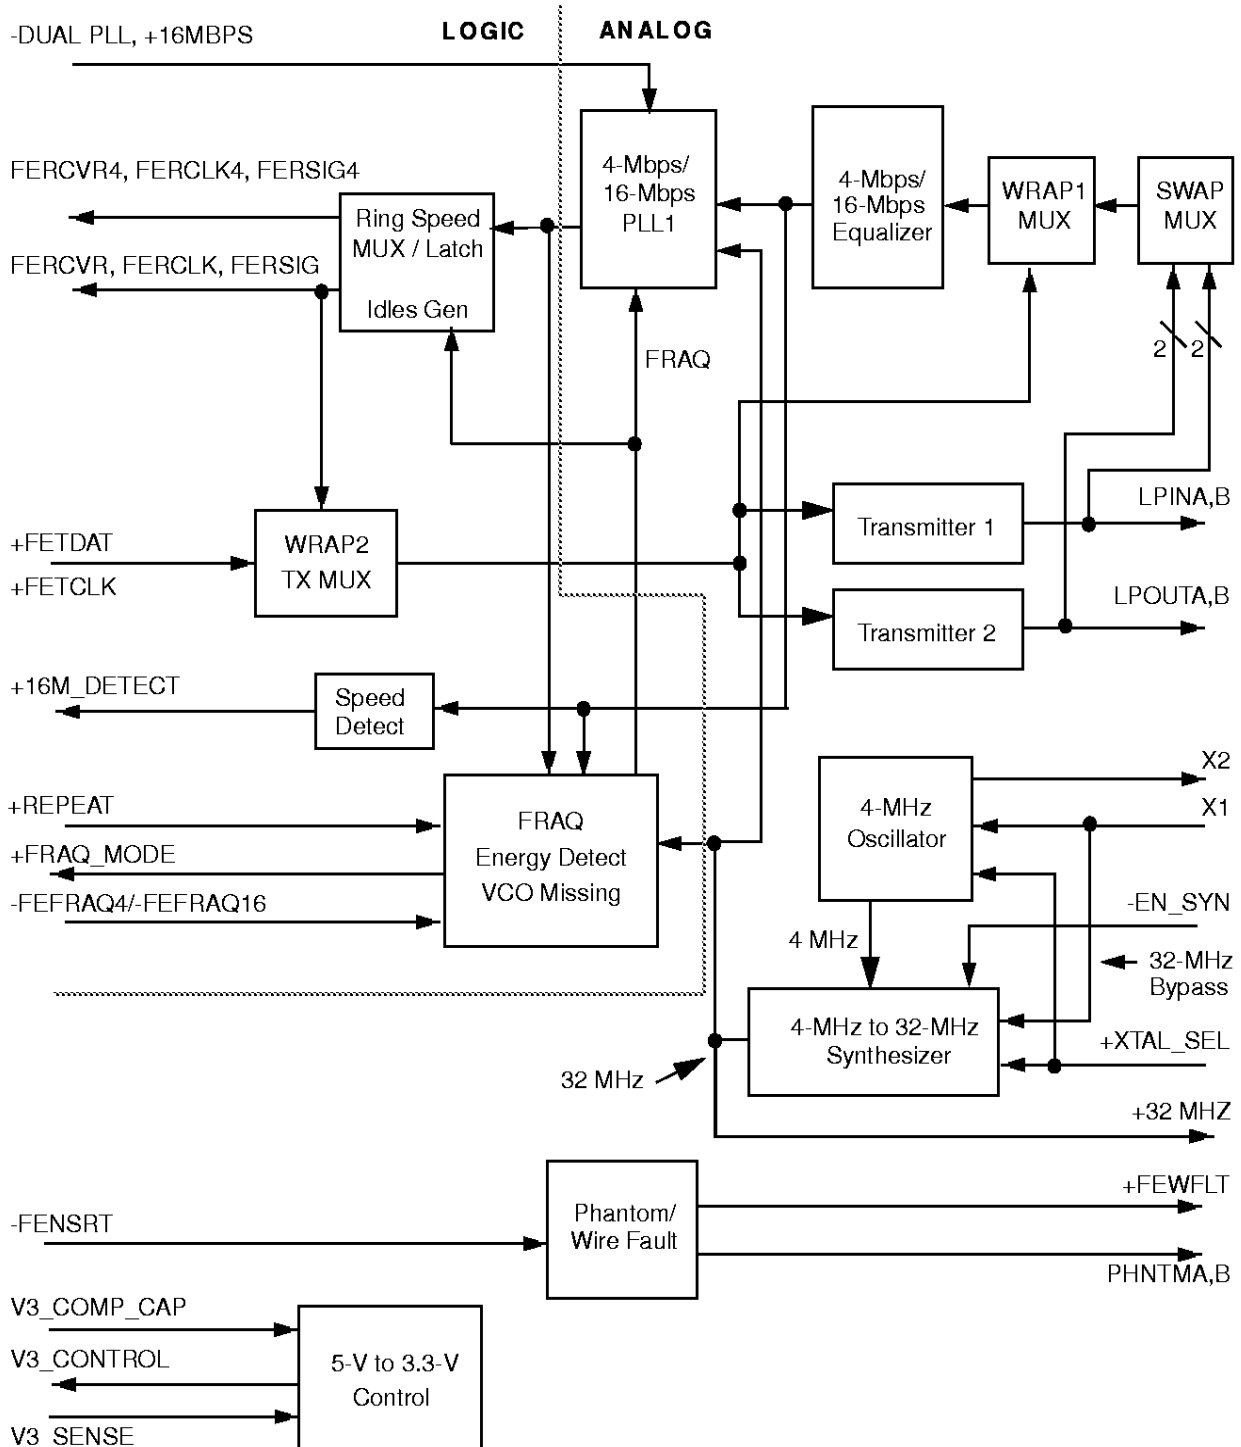 -DUAL PLL, +16MBPS
LOGIC
ANALOG
FERCVR4, FERCLK4, FERSIG4
FERCVR, FERCLK, FERSIG
Ring Speed
MUX / Latch
Idles Gen
4-Mbps/
16-Mbps
PLL1
4-Mbps/
16-Mbps
Equalizer
WRAP1
MUX
SWAP
MUX
FRAQ
2
2
+FETDAT
+FETCLK
WRAP2
TX MUX
Transmitter 1
LPINA,B
Transmitter 2
LPOUTA,B
+16M_DETECT
Speed
Detect
+REPEAT
+FRAQ_MODE
-FEFRAQ4/-FEFRAQ16
FRAQ
Energy Detect
VCO Missing
4-MHz
Oscillator
X2
X1
-EN_SYN
4 MHz
32-MHz
Bypass
4-MHz to 32-MHz
Synthesizer
+XTAL_SEL
32 MHz
+32 MHZ
-FENSRT
Phantom/
Wire Fault
+FEWFLT
PHNTMA,B
V3_COMP_CAP
V3_CONTROL
V3_SENSE
5-V to 3.3-V
Control